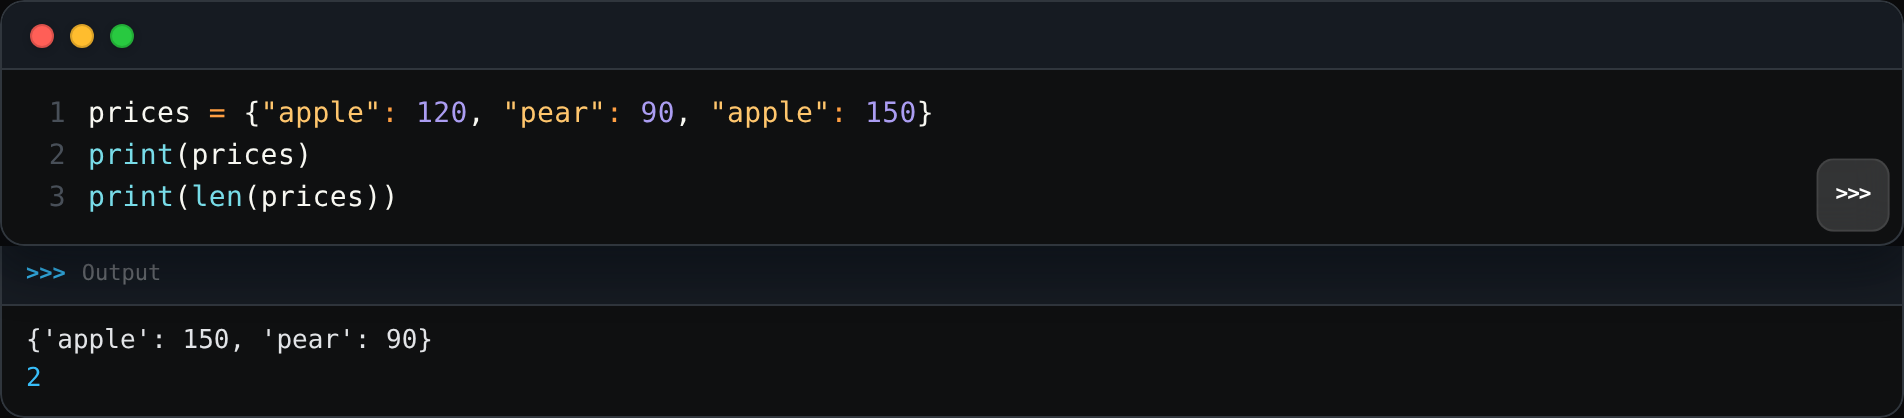 1 prices = {"apple": 120, "pear": 90, "apple": 150}
2 print(prices)
3 print(len(prices))
>>>
>>> Output
{'apple': 150, 'pear': 90}
2